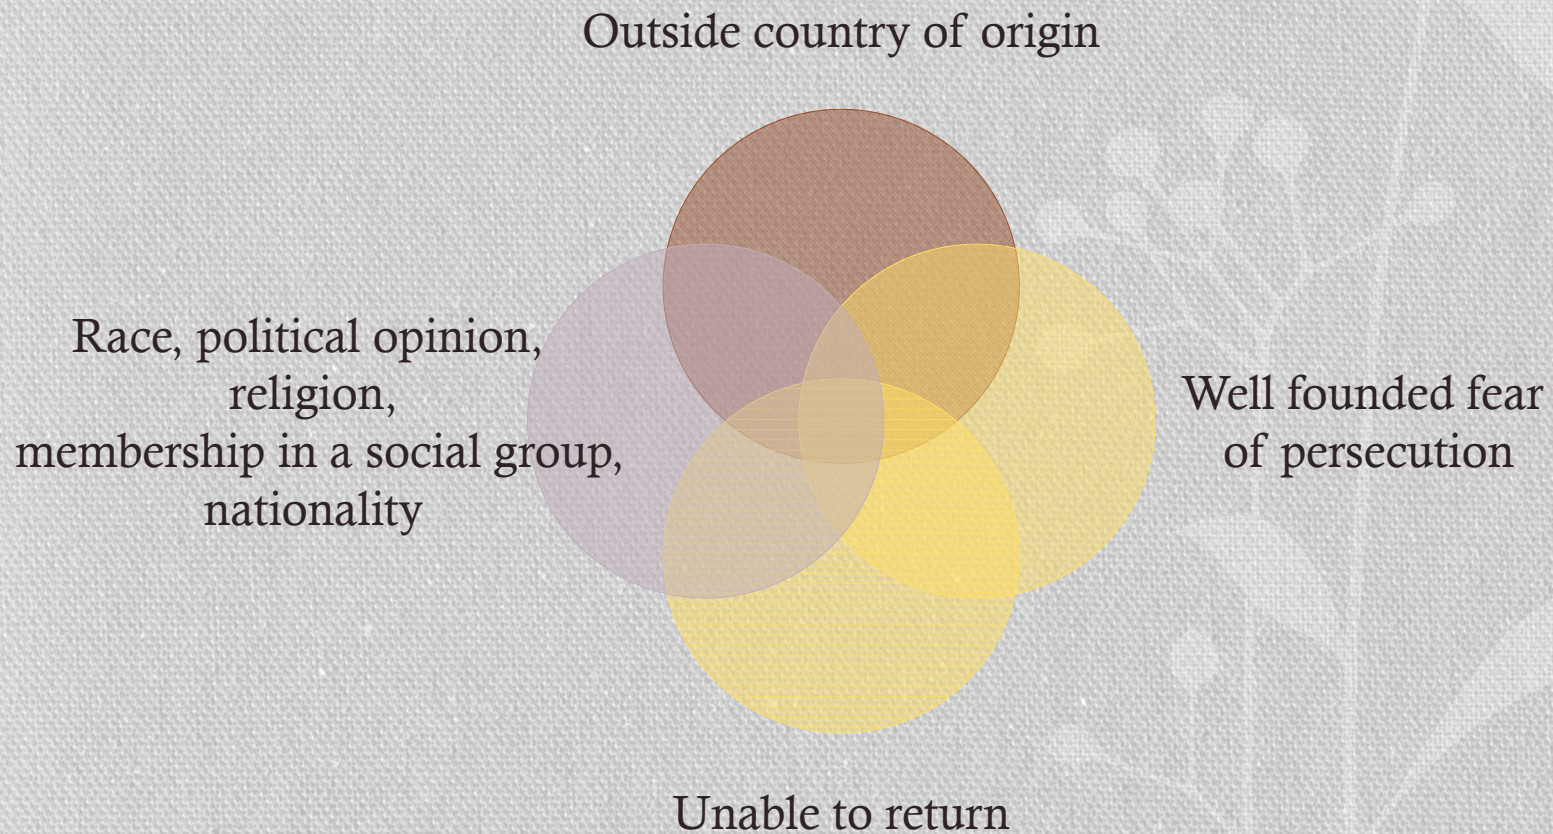 Outside country of origin
Race, political opinion,
religion,
membership in a social group,
nationality
Well founded fear
of persecution
Unable to return